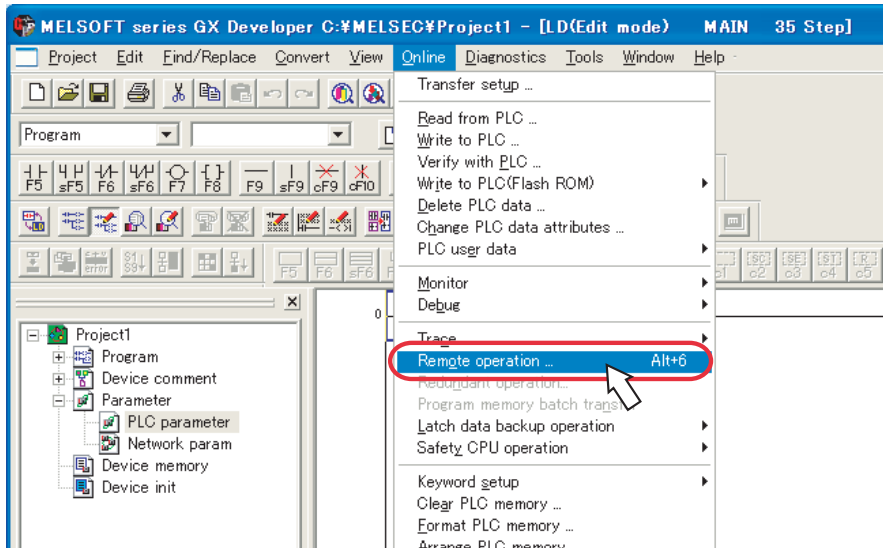 MELSOFT series GX Developer C:¥MELSEC¥Project1 - [LD(Edit mode) MAIN 35 Step]
Project Edit Find/Replace Convert View Online Diagnostics Tools Window Help
Transfer setup ...
Read from PLC ...
Write to PLC ...
Verify with PLC ...
Write to PLC(Flash ROM)
Delete PLC data ...
Change PLC data attributes ...
PLC user data
Monitor
Debug
Trace
Remote operation ... Alt+6
Redundant operation...
Program memory batch transfer
Latch data backup operation
Safety CPU operation
Keyword setup
Clear PLC memory ...
Format PLC memory ...
Arrange PLC memory
Program
F5 sF5 F6 sF6 F7 F8 F9 sF9 cF9 cF10
error
F5 F6 sF6
c1 c2 c3 c4 c5
0
Project1
Program
Device comment
Parameter
PLC parameter
Network param
Device memory
Device init